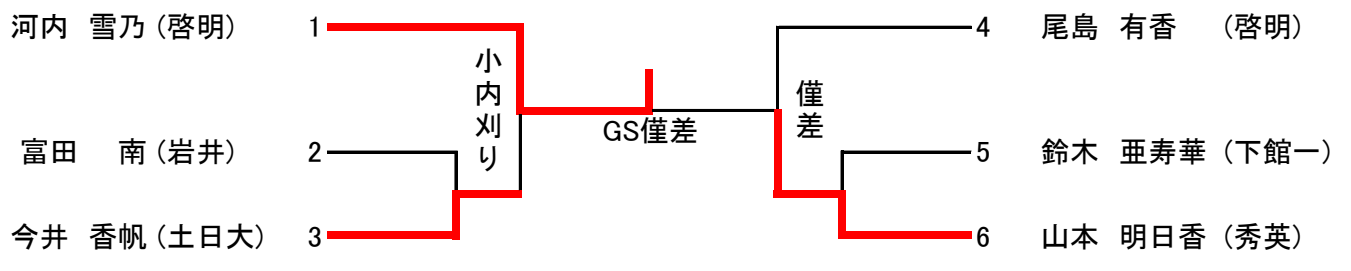 河内 雪乃 (啓明) 1
富田 南 (岩井) 2
今井 香帆 (土日大) 3
小内刈り
GS僅差
僅差
4 尾島 有香 (啓明)
5 鈴木 亜寿華 (下館一)
6 山本 明日香 (秀英)